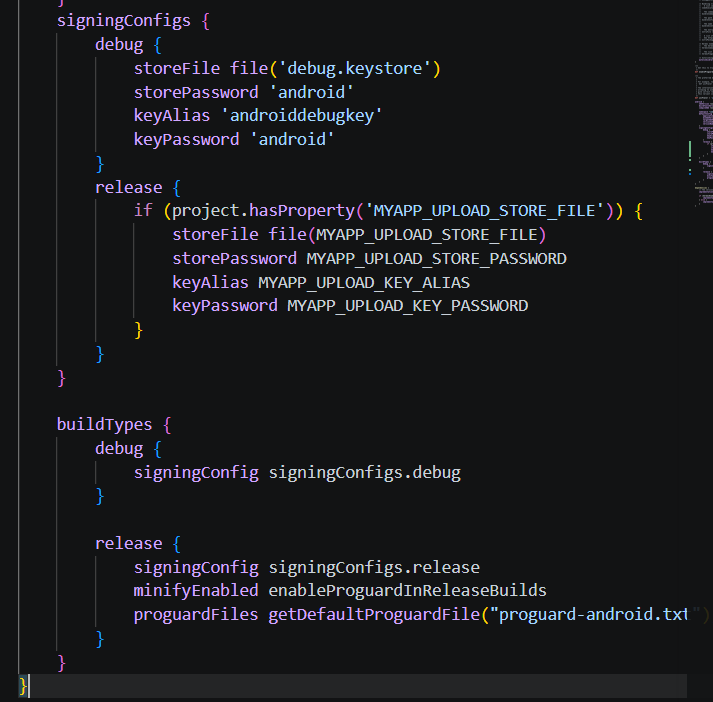 }
signingConfigs {
debug {
storeFile file('debug.keystore')
storePassword 'android'
keyAlias 'androiddebugkey'
keyPassword 'android'
}
release {
if (project.hasProperty('MYAPP_UPLOAD_STORE_FILE')) {
storeFile file(MYAPP_UPLOAD_STORE_FILE)
storePassword MYAPP_UPLOAD_STORE_PASSWORD
keyAlias MYAPP_UPLOAD_KEY_ALIAS
keyPassword MYAPP_UPLOAD_KEY_PASSWORD
}
}
}
buildTypes {
debug {
signingConfig signingConfigs.debug
}
release {
signingConfig signingConfigs.release
minifyEnabled enableProguardInReleaseBuilds
proguardFiles getDefaultProguardFile("proguard-android.txt")
}
}
}